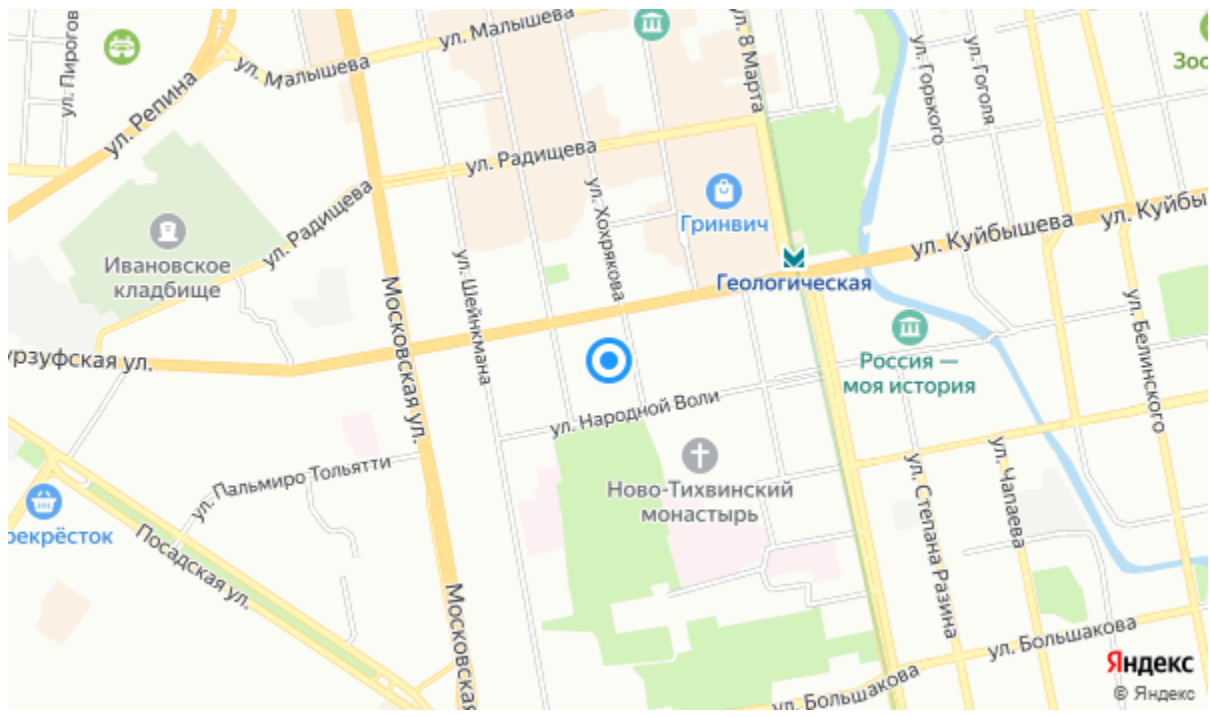 ул. Пирогов
ул. Малышева
ул. Малышева
ул. 8 Марта
ул. Горького
ул. Гоголя
Зоо
ул. Репина
ул. Радищева
ул. Радищева
Ивановское
кладбище
ул. Хохрякова
Гринвич
ул. Куйбышева
ул. Куйбы
Геологическая
ул. Шейнкмана
Московская ул.
урзуфская ул.
Россия —
моя история
ул. Белинского
ул. Народной Воли
Ново-Тихвинский
монастырь
ул. Пальмиро Тольятти
рекрёсток
Посадская ул.
Московская
ул. Степана Разина
ул. Чапаева
ул. Большакова
ул. Большакова
Яндекс
© Яндекс